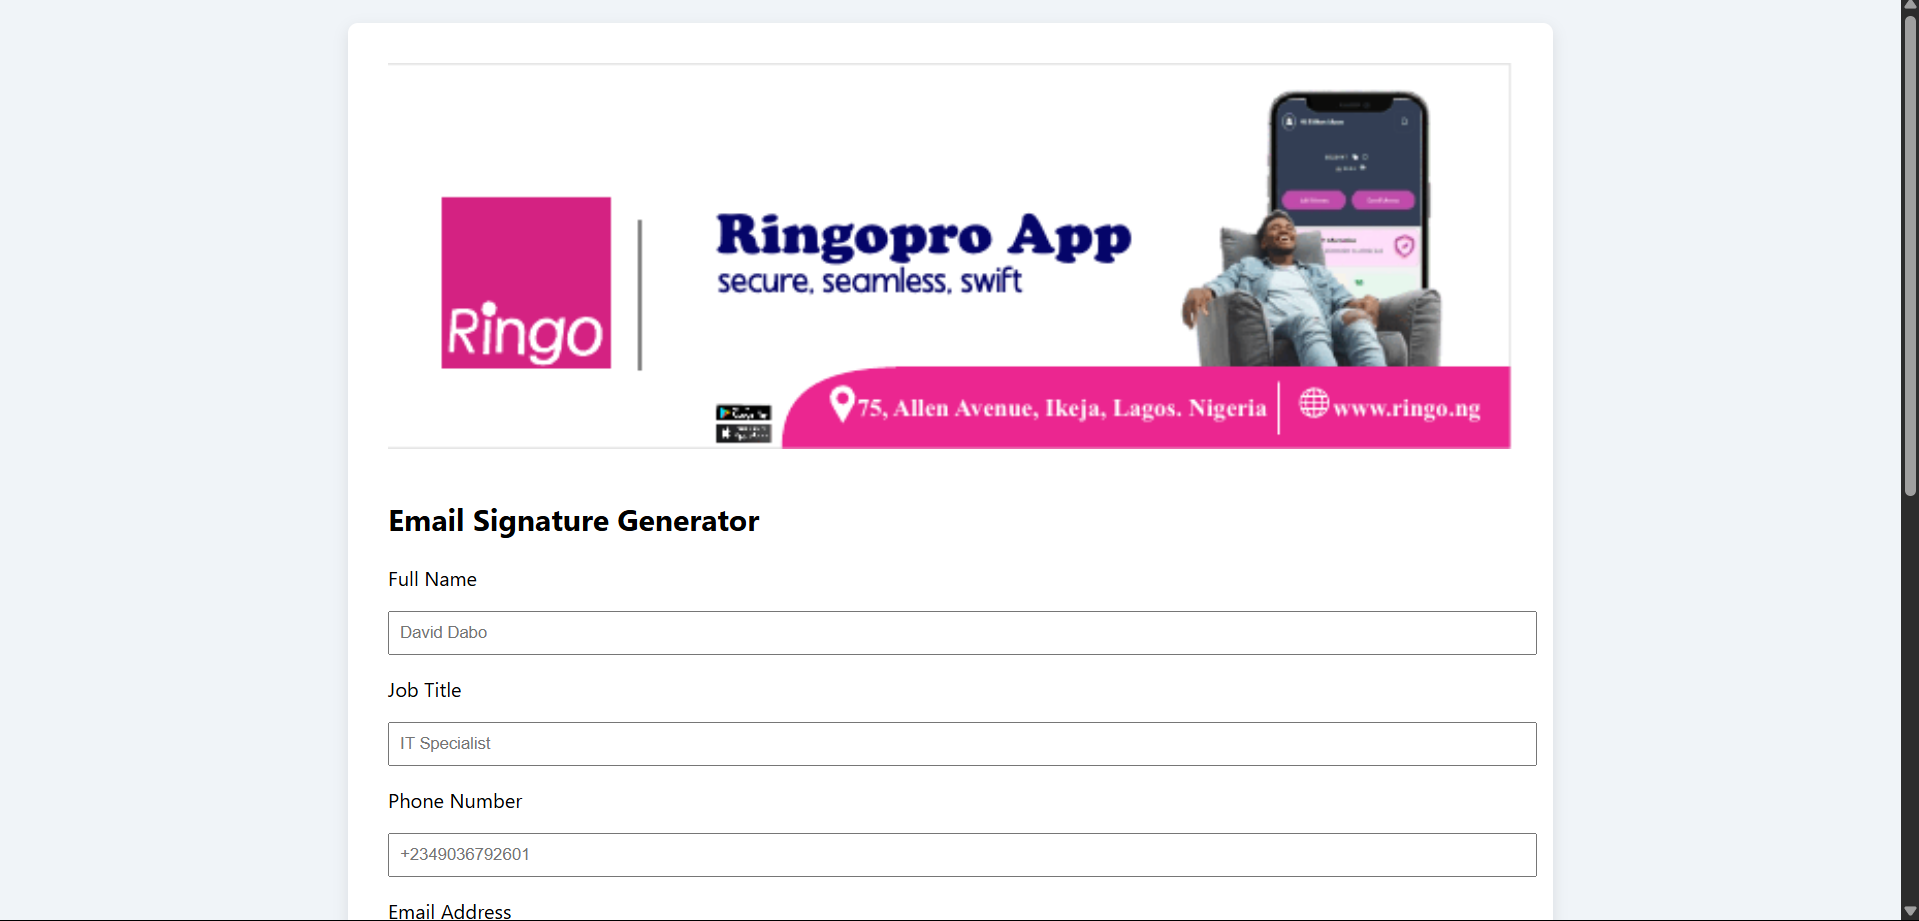 Ringo
Ringopro App
secure, seamless, swift
75, Allen Avenue, Ikeja, Lagos. Nigeria
www.ringo.ng
Email Signature Generator
Full Name
David Dabo
Job Title
IT Specialist
Phone Number
+2349036792601
Email Address